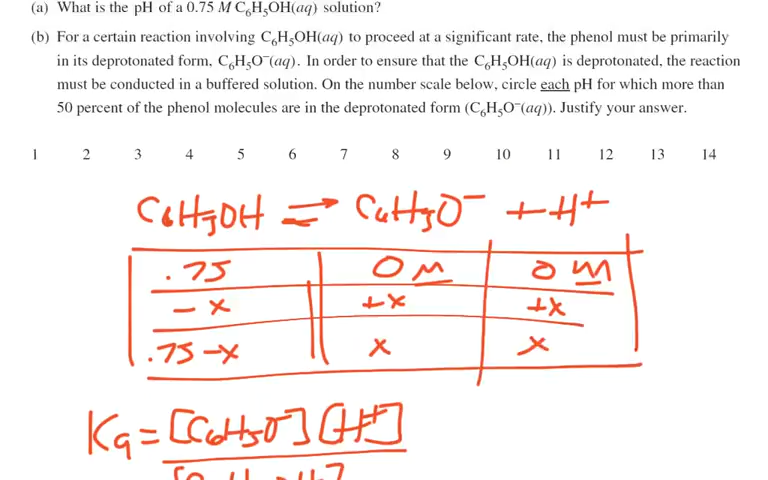 (a) What is the pH of a 0.75 M C₆H₅OH(aq) solution?
(b) For a certain reaction involving C₆H₅OH(aq) to proceed at a significant rate, the phenol must be primarily
in its deprotonated form, C₆H₅O⁻(aq). In order to ensure that the C₆H₅OH(aq) is deprotonated, the reaction
must be conducted in a buffered solution. On the number scale below, circle each pH for which more than
50 percent of the phenol molecules are in the deprotonated form (C₆H₅O⁻(aq)). Justify your answer.
1 2 3 4 5 6 7 8 9 10 11 12 13 14
C₆H₅OH ⇌ C₆H₅O⁻ + H⁺
.75 0 M 0 M
- x +x +x
.75 -x x x
Ka = [C₆H₅O⁻] [H⁺]